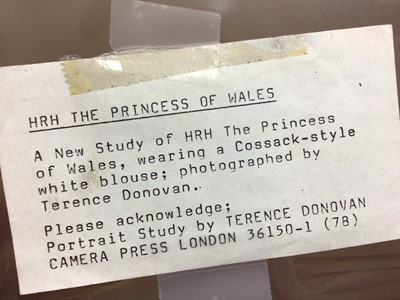 HRH THE PRINCESS OF WALES
A New Study of HRH The Princess
of Wales, wearing a Cossack-style
white blouse; photographed by
Terence Donovan..
Please acknowledge;
Portrait Study by TERENCE DONOVAN
CAMERA PRESS LONDON 36150-1 (78)